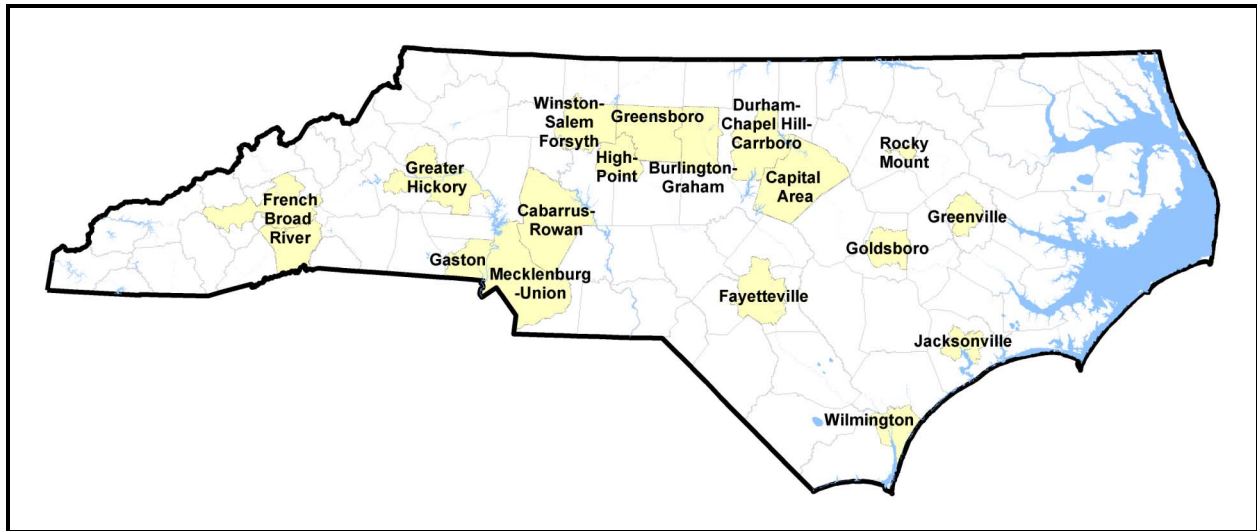 Winston-
Salem
Forsyth
Greensboro
High-
Point
Burlington-
Graham
Durham-
Chapel Hill-
Carrboro
Capital
Area
Rocky
Mount
Greater
Hickory
French
Broad
River
Cabarrus-
Rowan
Gaston
Mecklenburg
-Union
Greenville
Goldsboro
Fayetteville
Jacksonville
Wilmington